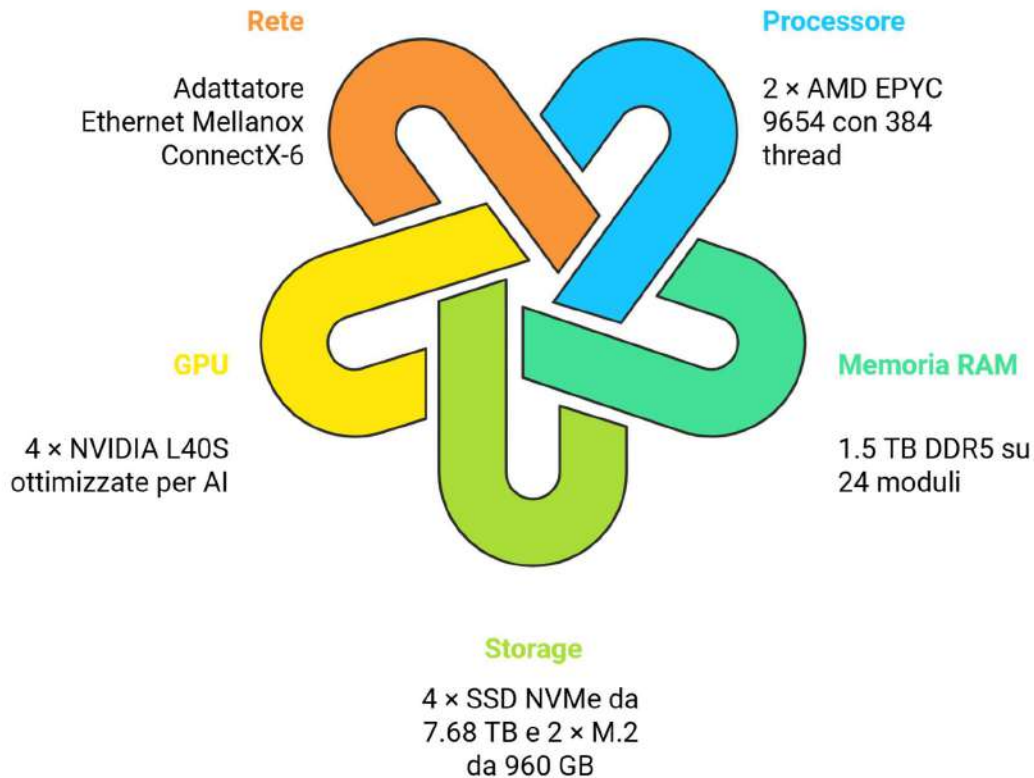 Rete
Adattatore
Ethernet Mellanox
ConnectX-6
Processore
2 × AMD EPYC
9654 con 384
thread
GPU
4 × NVIDIA L40S
ottimizzate per AI
Memoria RAM
1.5 TB DDR5 su
24 moduli
Storage
4 × SSD NVMe da
7.68 TB e 2 × M.2
da 960 GB